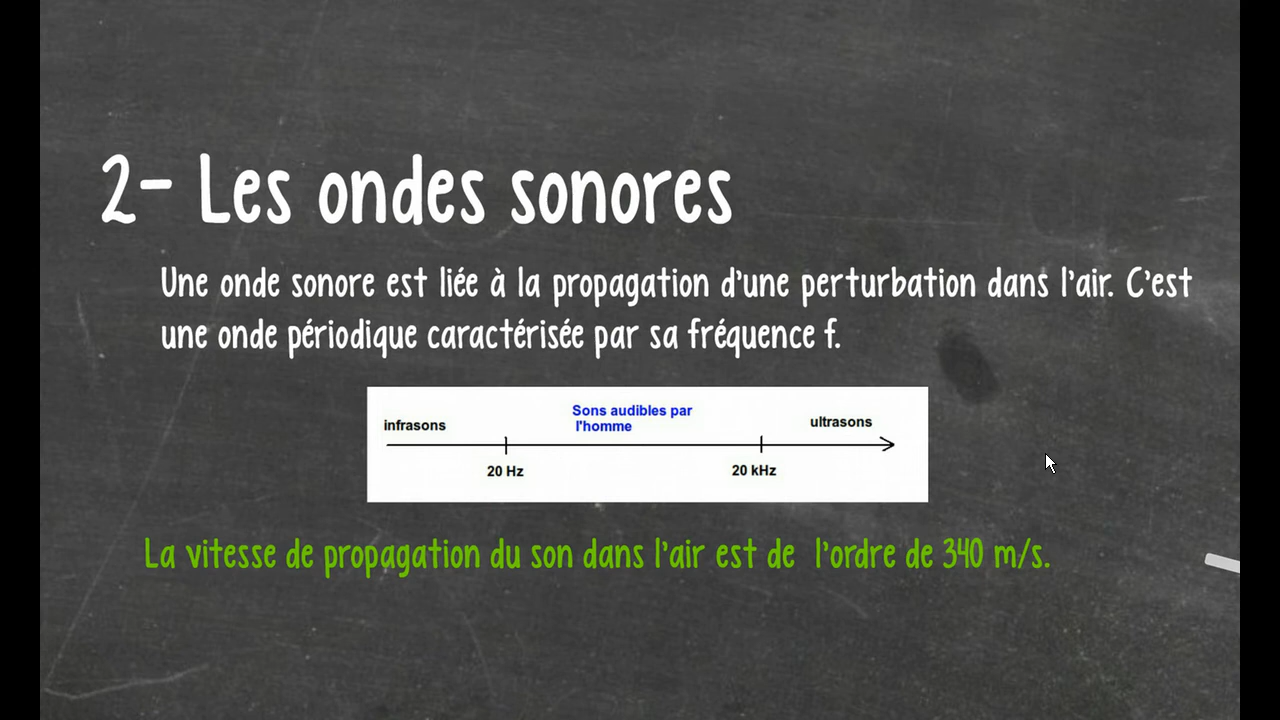 2- Les ondes sonores
Une onde sonore est liée à la propagation d'une perturbation dans l'air. C'est
une onde périodique caractérisée par sa fréquence f.
Sons audibles par
l'homme
infrasons
ultrasons
20 Hz
20 kHz
La vitesse de propagation du son dans l'air est de l'ordre de 340 m/s.